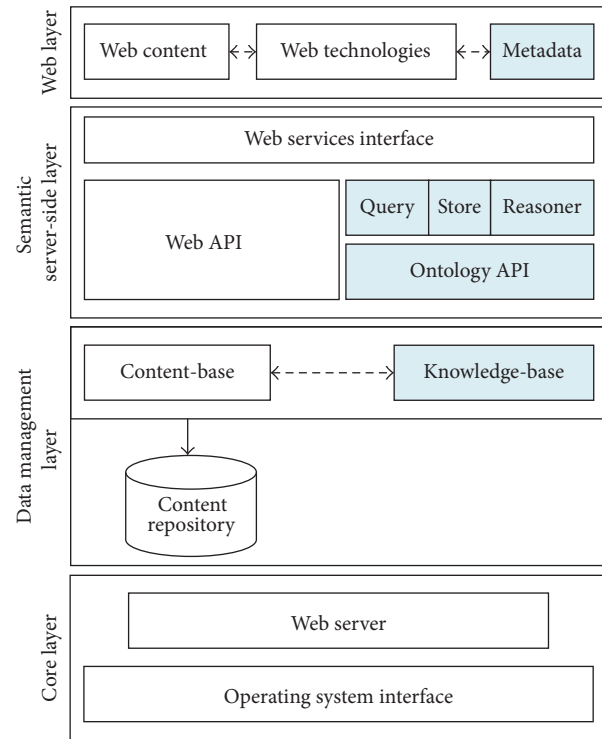 Web layer
Web content
Web technologies
Metadata
Semantic
server-side layer
Web services interface
Web API
Query
Store
Reasoner
Ontology API
Data management
layer
Content-base
Knowledge-base
Content
repository
Core layer
Web server
Operating system interface